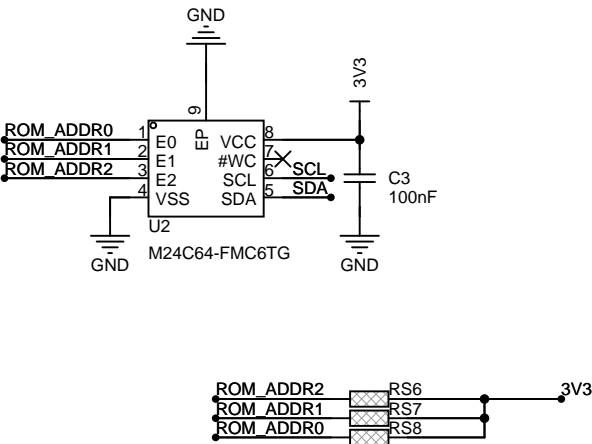 GND
3V3
9
ROM_ADDR0 1 E0 EP VCC 8
ROM_ADDR1 2 E1 #WC 7
ROM_ADDR2 3 E2 SCL 6 SCL
4 VSS SDA 5 SDA
C3
100nF
U2
M24C64-FMC6TG
GND
GND
ROM_ADDR2 RS6 3V3
ROM_ADDR1 RS7
ROM_ADDR0 RS8